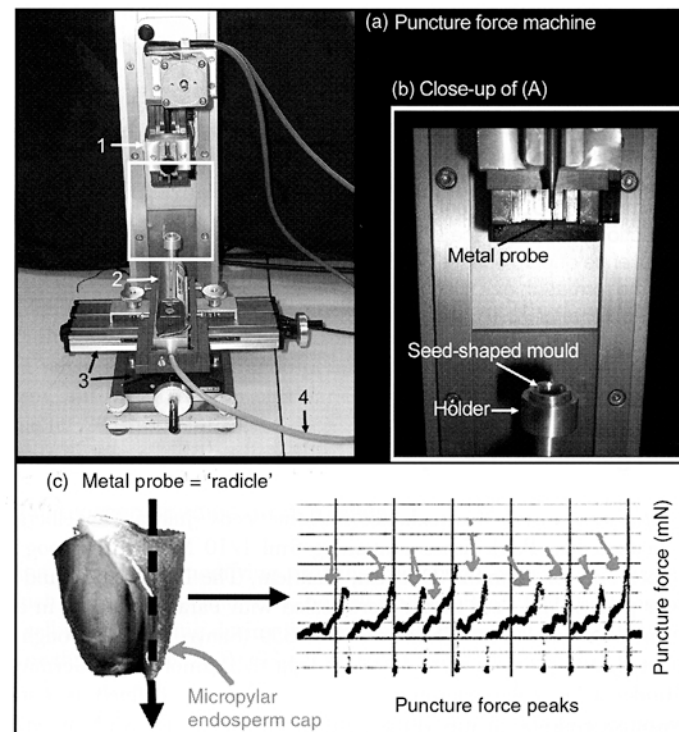 (a) Puncture force machine
1
2
3
4
(b) Close-up of (A)
Metal probe
Seed-shaped mould
Holder
(c) Metal probe = 'radicle'
Micropylar
endosperm cap
Puncture force (mN)
Puncture force peaks